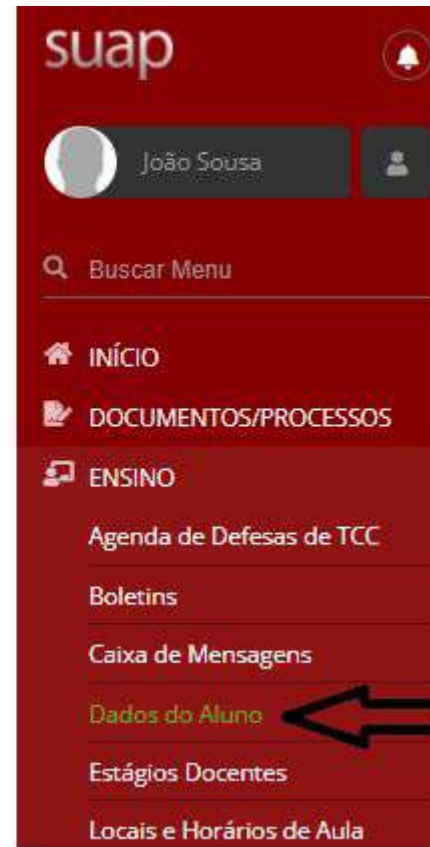 suap
João Sousa
Buscar Menu
INÍCIO
DOCUMENTOS/PROCESSOS
ENSINO
Agenda de Defesas de TCC
Boletins
Caixa de Mensagens
Dados do Aluno
Estágios Docentes
Locais e Horários de Aula